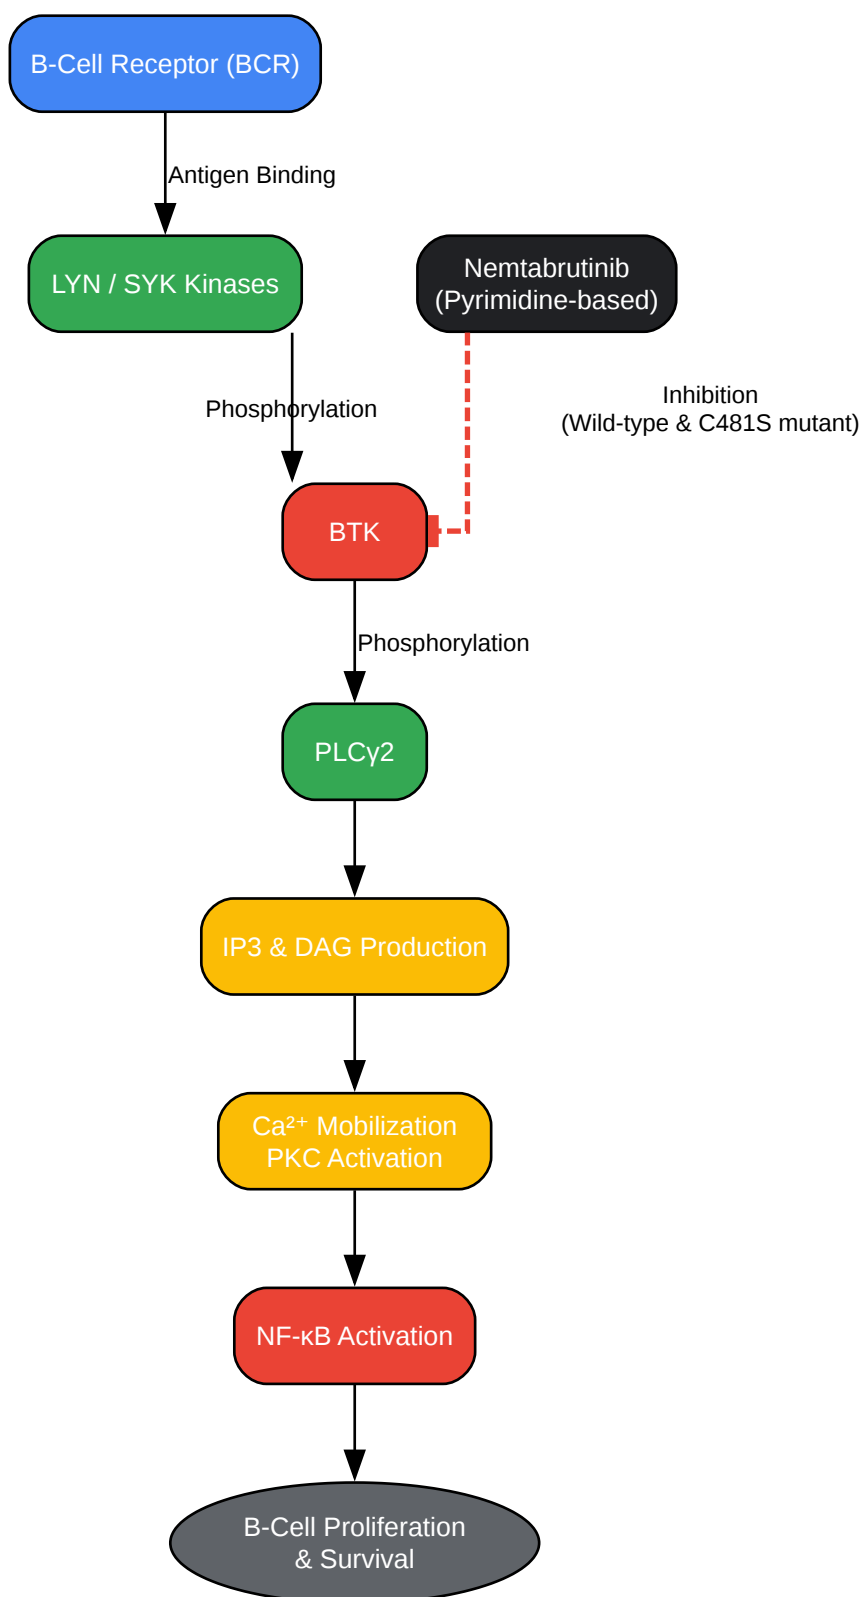 B-Cell Receptor (BCR)
Antigen Binding
LYN / SYK Kinases
Nemtabrutinib
(Pyrimidine-based)
Phosphorylation
Inhibition
(Wild-type & C481S mutant)
BTK
Phosphorylation
PLCγ2
IP3 & DAG Production
Ca²⁺ Mobilization
PKC Activation
NF-κB Activation
B-Cell Proliferation
& Survival